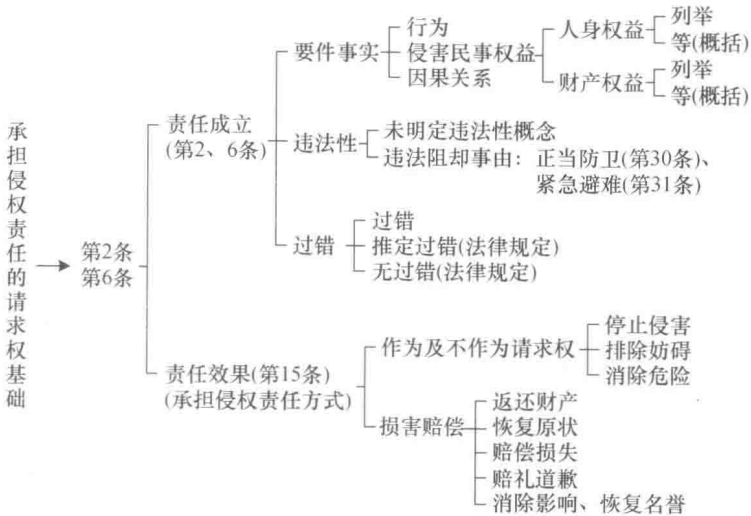 承担侵权责任的请求权基础
第2条
第6条
责任成立
(第2、6条)
要件事实
行为
侵害民事权益
因果关系
人身权益
列举
等(概括)
财产权益
列举
等(概括)
违法性
未明定违法性概念
违法阻却事由：正当防卫(第30条)、
紧急避难(第31条)
过错
过错
推定过错(法律规定)
无过错(法律规定)
责任效果(第15条)
(承担侵权责任方式)
作为及不作为请求权
停止侵害
排除妨碍
消除危险
损害赔偿
返还财产
恢复原状
赔偿损失
赔礼道歉
消除影响、恢复名誉